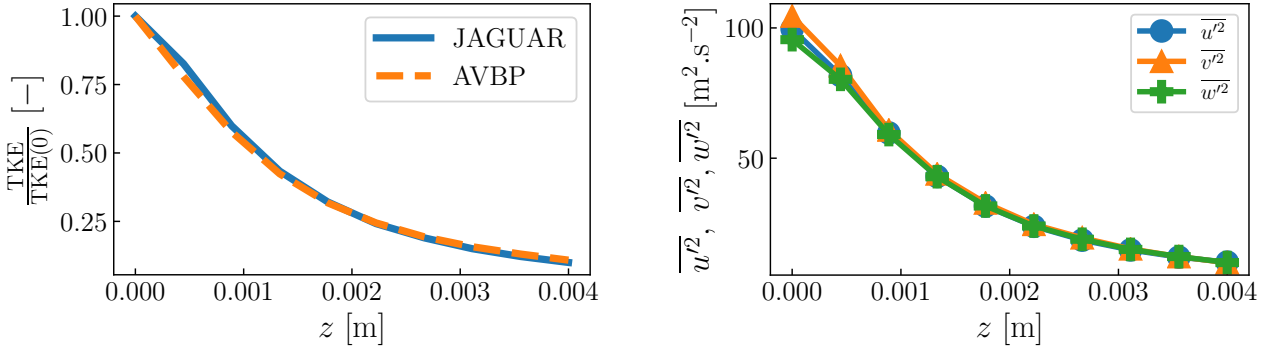 1.00
0.75
0.50
0.25
TKE
TKE(0)
[−]
JAGUAR
AVBP
0.000
0.001
0.002
0.003
0.004
z [m]
100
50
u′², v′², w′² [m².s⁻²]
u′²
v′²
w′²
0.000
0.001
0.002
0.003
0.004
z [m]